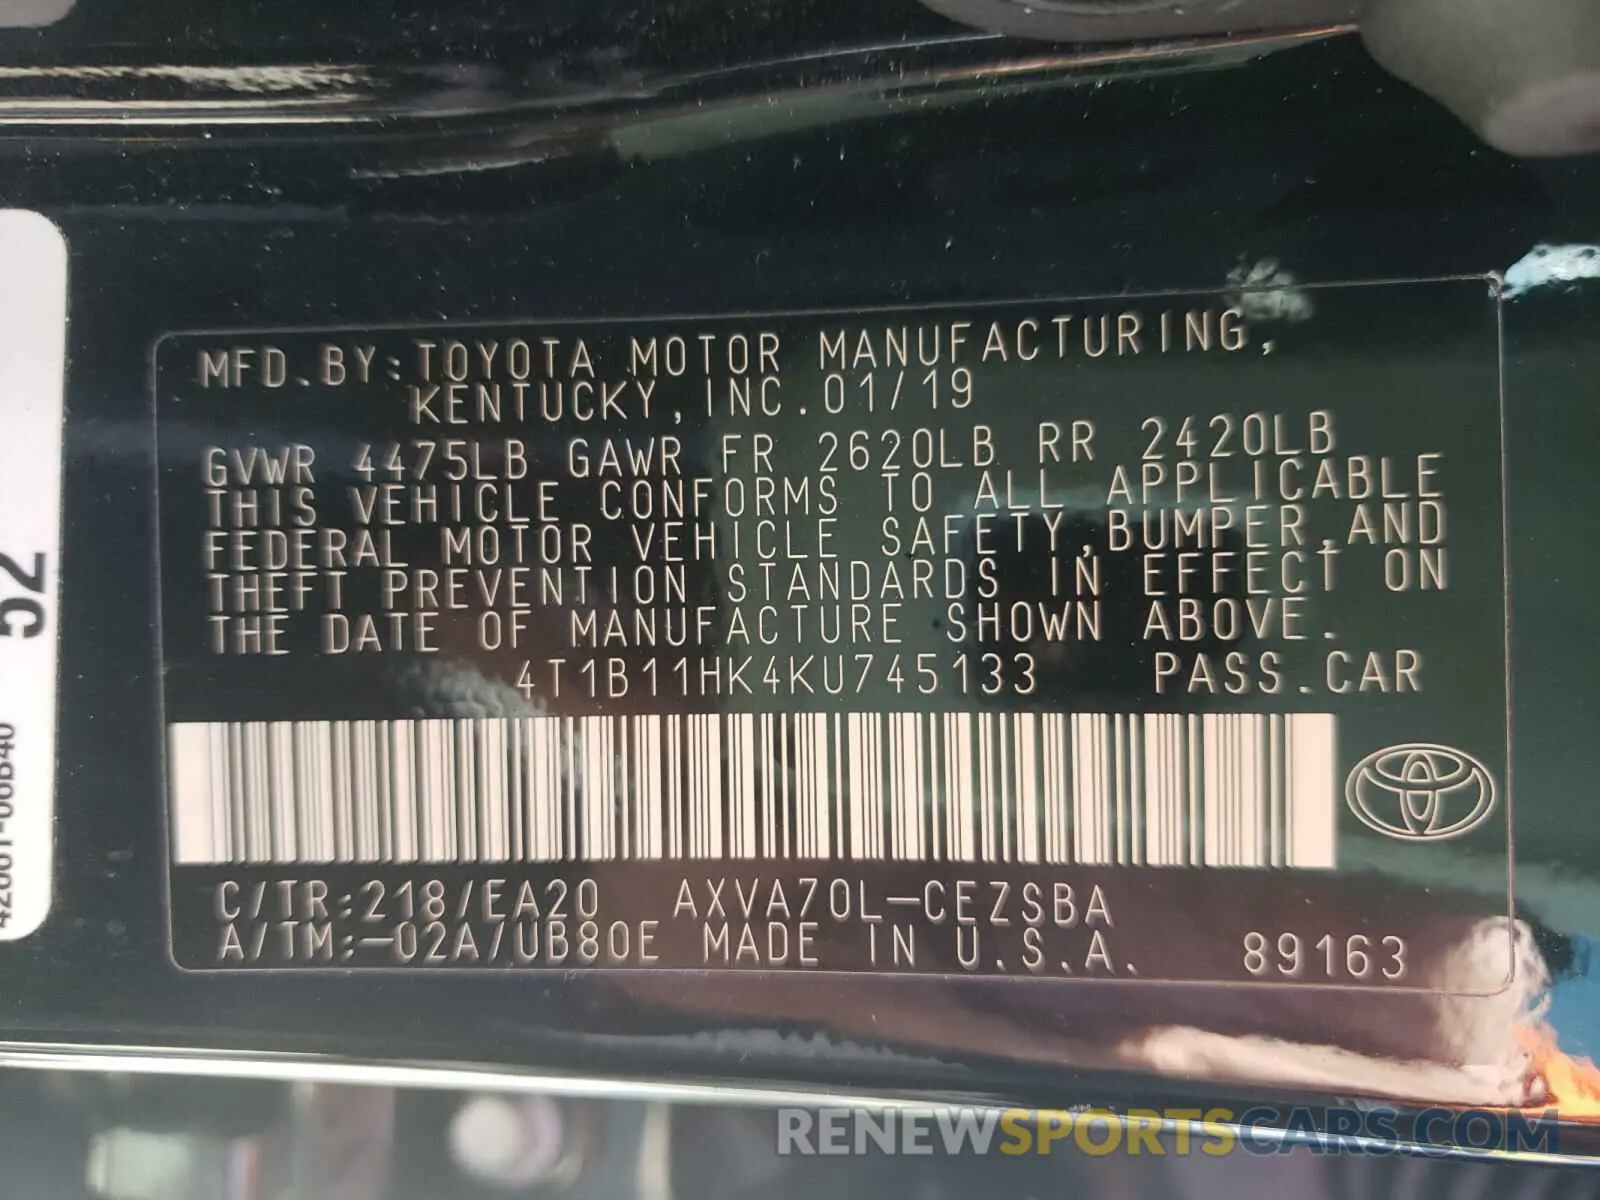 MFD.BY:TOYOTA MOTOR MANUFACTURING,
KENTUCKY,INC.01/19
GVWR 4475LB GAWR FR 2620LB RR 2420LB
THIS VEHICLE CONFORMS TO ALL APPLICABLE
FEDERAL MOTOR VEHICLE SAFETY,BUMPER,AND
THEFT PREVENTION STANDARDS IN EFFECT ON
THE DATE OF MANUFACTURE SHOWN ABOVE.
4T1B11HK4KU745133 PASS.CAR
C/TR:218/EA20 AXVA70L-CEZSBA
A/TM:-02A/UB80E MADE IN U.S.A. 89163
52
RENEWSPORTSCARS.COM